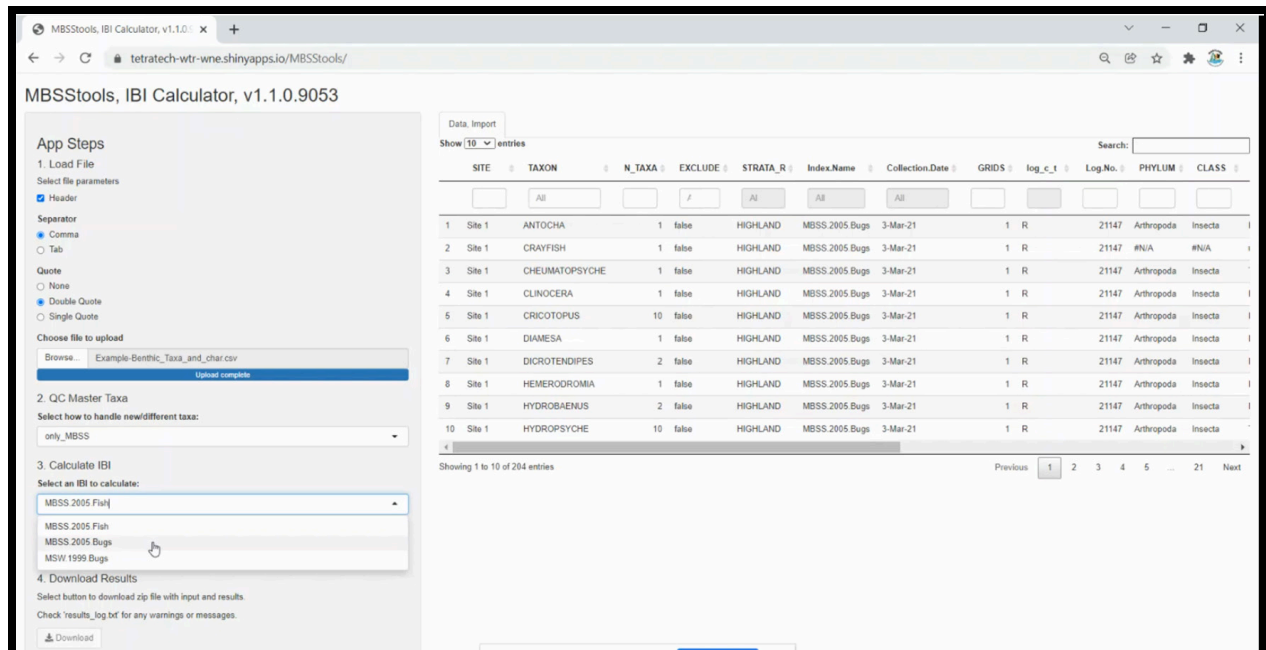 MBSStools, IBI Calculator, v1.1.0
tetratech-wtr-wne.shinyapps.io/MBSStools/
MBSStools, IBI Calculator, v1.1.0.9053
App Steps
1. Load File
Select file parameters
Header
Separator
Comma
Tab
Quote
None
Double Quote
Single Quote
Choose file to upload
Browse... Example-Benthic_Taxa_and_char.csv
Upload complete
2. QC Master Taxa
Select how to handle new/different taxa:
only_MBSS
3. Calculate IBI
Select an IBI to calculate:
MBSS.2005.Fish
MBSS.2005.Fish
MBSS.2005.Bugs
MSW.1999.Bugs
4. Download Results
Select button to download zip file with input and results.
Check 'results_log.txt' for any warnings or messages.
Download
Data, Import
Show 10 entries Search:
SITE TAXON N_TAXA EXCLUDE STRATA_R Index.Name Collection.Date GRIDS log_c_t Log.No. PHYLUM CLASS
All Al All All
1 Site 1 ANTOCHA 1 false HIGHLAND MBSS.2005.Bugs 3-Mar-21 1 R 21147 Arthropoda Insecta
2 Site 1 CRAYFISH 1 false HIGHLAND MBSS.2005.Bugs 3-Mar-21 1 R 21147 #N/A #N/A
3 Site 1 CHEUMATOPSYCHE 1 false HIGHLAND MBSS.2005.Bugs 3-Mar-21 1 R 21147 Arthropoda Insecta
4 Site 1 CLINOCERA 1 false HIGHLAND MBSS.2005.Bugs 3-Mar-21 1 R 21147 Arthropoda Insecta
5 Site 1 CRICOTOPUS 10 false HIGHLAND MBSS.2005.Bugs 3-Mar-21 1 R 21147 Arthropoda Insecta
6 Site 1 DIAMESA 1 false HIGHLAND MBSS.2005.Bugs 3-Mar-21 1 R 21147 Arthropoda Insecta
7 Site 1 DICROTENDIPES 2 false HIGHLAND MBSS.2005.Bugs 3-Mar-21 1 R 21147 Arthropoda Insecta
8 Site 1 HEMERODROMIA 1 false HIGHLAND MBSS.2005.Bugs 3-Mar-21 1 R 21147 Arthropoda Insecta
9 Site 1 HYDROBAENUS 2 false HIGHLAND MBSS.2005.Bugs 3-Mar-21 1 R 21147 Arthropoda Insecta
10 Site 1 HYDROPSYCHE 10 false HIGHLAND MBSS.2005.Bugs 3-Mar-21 1 R 21147 Arthropoda Insecta
Showing 1 to 10 of 204 entries Previous 1 2 3 4 5 ... 21 Next